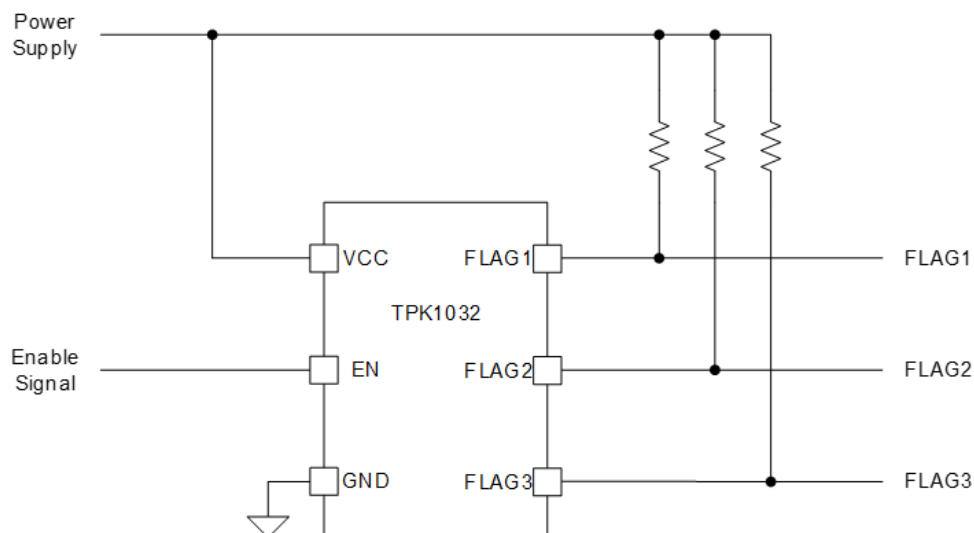 Power
Supply
VCC
FLAG1
FLAG1
TPK1032
Enable
Signal
EN
FLAG2
FLAG2
GND
FLAG3
FLAG3